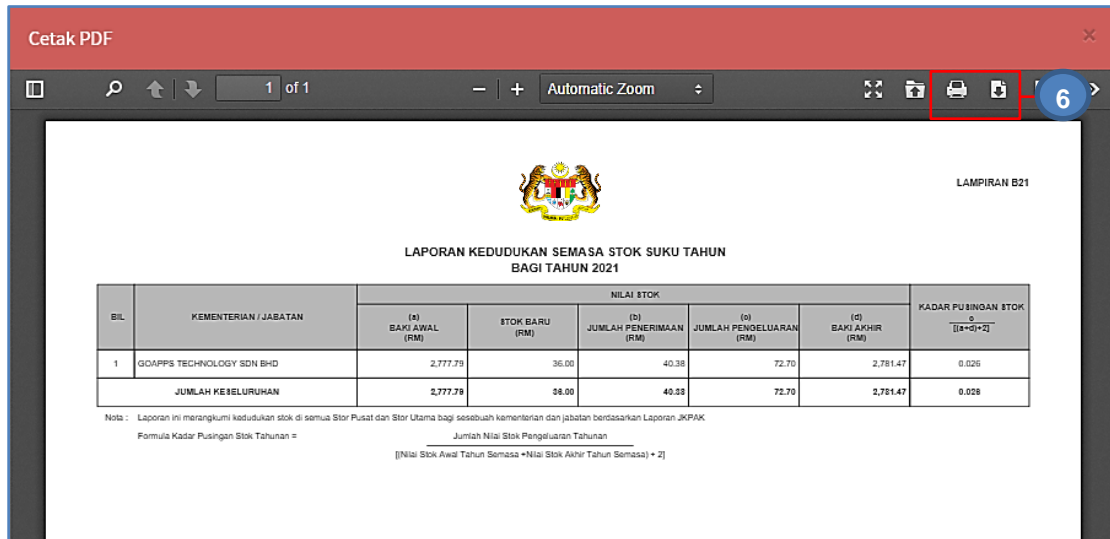 Cetak PDF
×
1 of 1
− + Automatic Zoom
6
LAMPIRAN B21
LAPORAN KEDUDUKAN SEMASA STOK SUKU TAHUN
BAGI TAHUN 2021
BIL
KEMENTERIAN / JABATAN
NILAI STOK
KADAR PUSINGAN STOK
c
[(a+d)÷2]
(a)
BAKI AWAL
(RM)
STOK BARU
(RM)
(b)
JUMLAH PENERIMAAN
(RM)
(c)
JUMLAH PENGELUARAN
(RM)
(d)
BAKI AKHIR
(RM)
1 GOAPPS TECHNOLOGY SDN BHD 2,777.79 36.00 40.38 72.70 2,781.47 0.026
JUMLAH KESELURUHAN 2,777.79 36.00 40.38 72.70 2,781.47 0.026
Nota : Laporan ini merangkumi kedudukan stok di semua Stor Pusat dan Stor Utama bagi sesebuah kementerian dan jabatan berdasarkan Laporan JKPAK
Formula Kadar Pusingan Stok Tahunan =
Jumlah Nilai Stok Pengeluaran Tahunan
[(Nilai Stok Awal Tahun Semasa +Nilai Stok Akhir Tahun Semasa) ÷ 2]